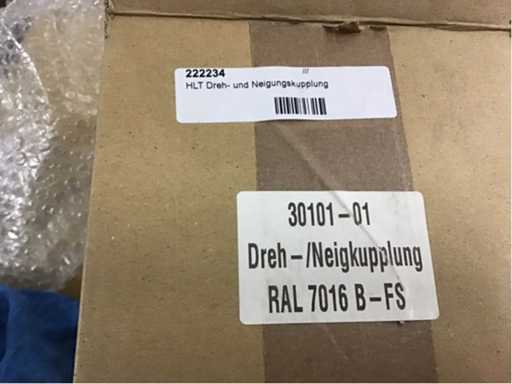 222234 ///
HLT Dreh- und Neigungskupplung
30101-01
Dreh-/Neigkupplung
RAL 7016 B-FS